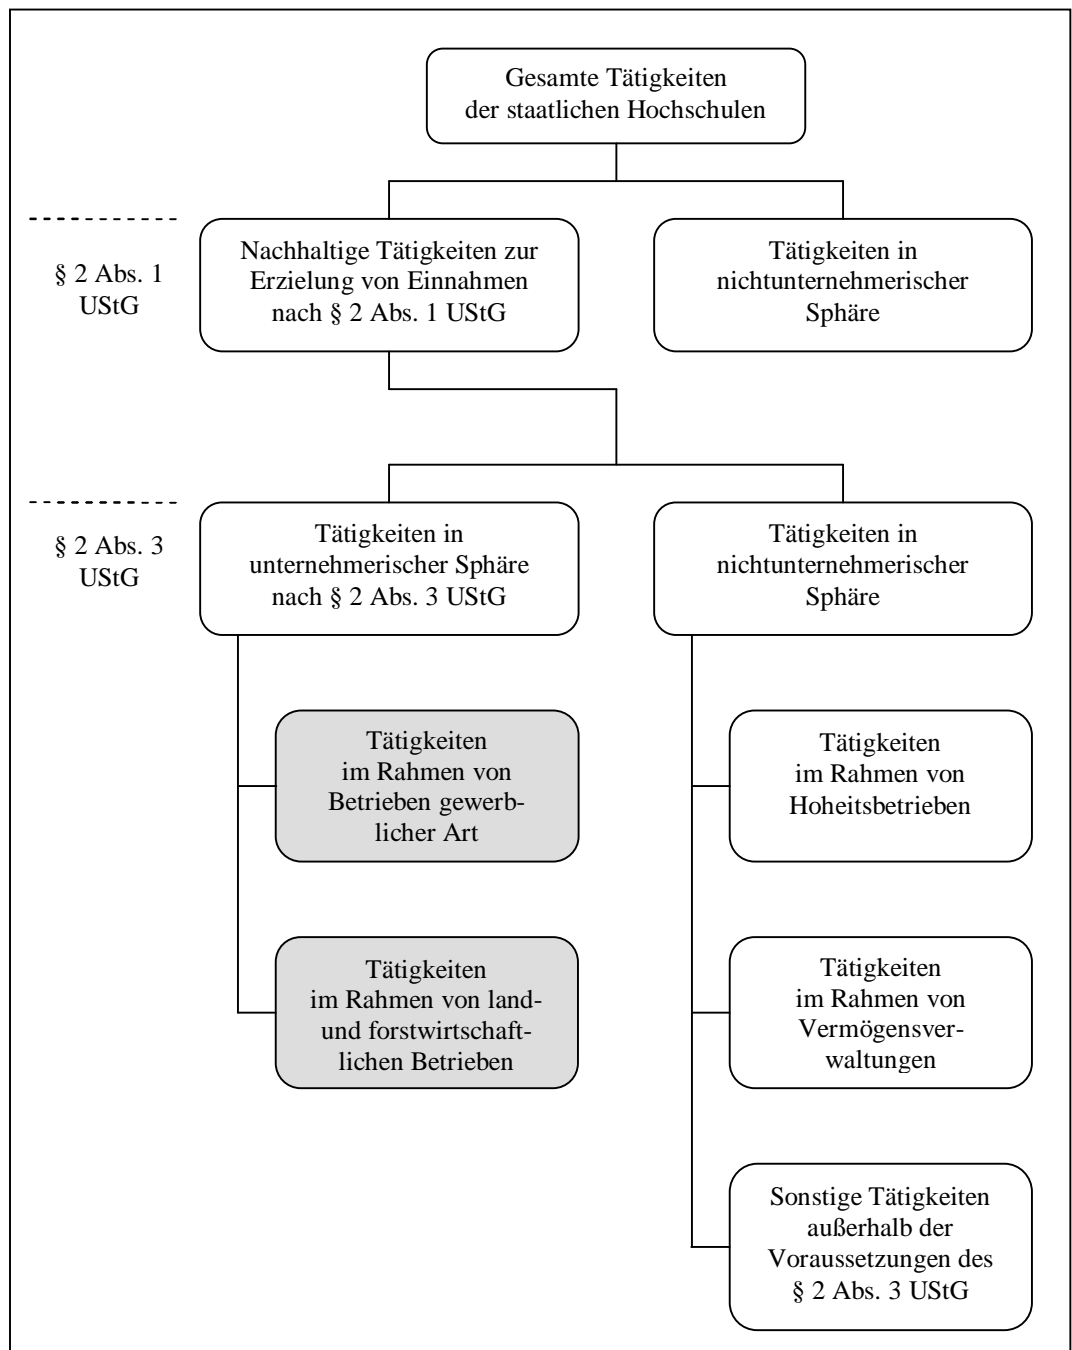 Gesamte Tätigkeiten
der staatlichen Hochschulen
§ 2 Abs. 1
UStG
Nachhaltige Tätigkeiten zur
Erzielung von Einnahmen
nach § 2 Abs. 1 UStG
Tätigkeiten in
nichtunternehmerischer
Sphäre
§ 2 Abs. 3
UStG
Tätigkeiten in
unternehmerischer Sphäre
nach § 2 Abs. 3 UStG
Tätigkeiten in
nichtunternehmerischer
Sphäre
Tätigkeiten
im Rahmen von
Betrieben gewerb-
licher Art
Tätigkeiten
im Rahmen von
Hoheitsbetrieben
Tätigkeiten
im Rahmen von land-
und forstwirtschaft-
lichen Betrieben
Tätigkeiten
im Rahmen von
Vermögensver-
waltungen
Sonstige Tätigkeiten
außerhalb der
Voraussetzungen des
§ 2 Abs. 3 UStG